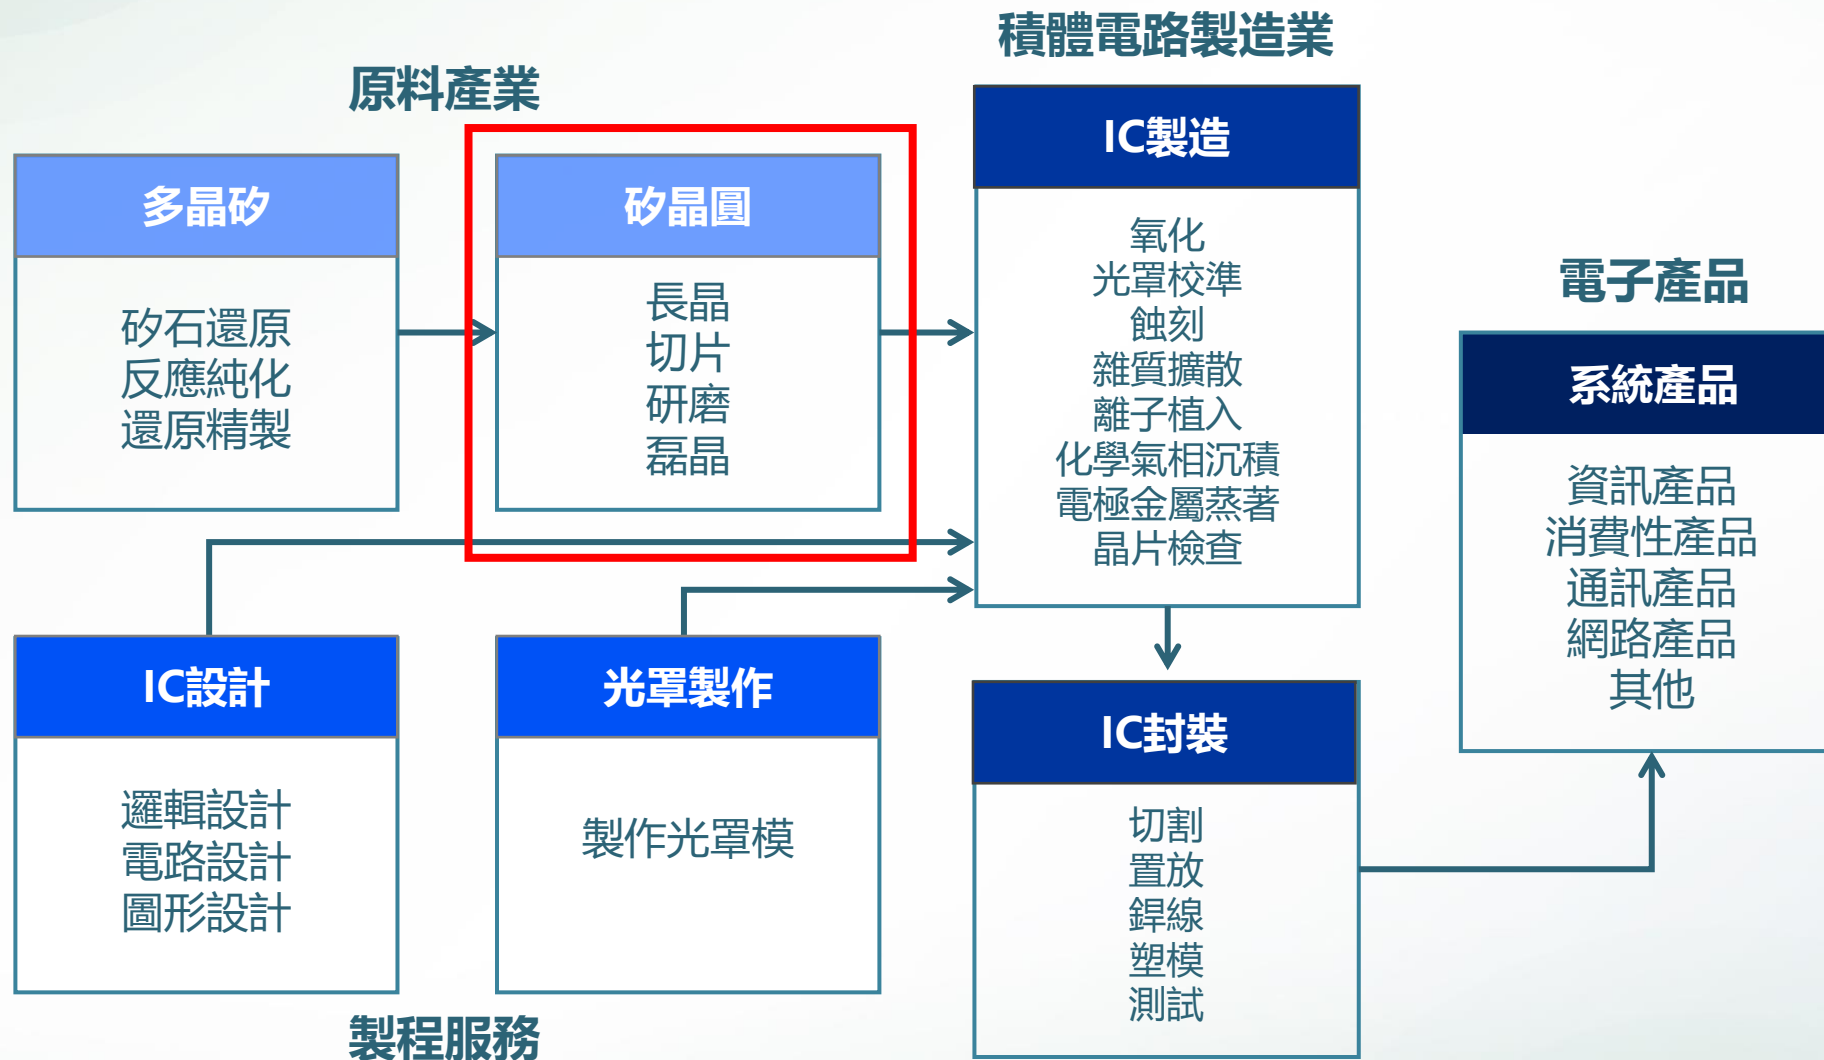 積體電路製造業
原料產業
IC製造
多晶矽
矽晶圓
氧化
光罩校準
蝕刻
雜質擴散
離子植入
化學氣相沉積
電極金屬蒸著
晶片檢查
矽石還原
反應純化
還原精製
長晶
切片
研磨
磊晶
電子產品
系統產品
資訊產品
消費性產品
通訊產品
網路產品
其他
IC設計
光罩製作
IC封裝
邏輯設計
電路設計
圖形設計
製作光罩模
切割
置放
銲線
塑模
測試
製程服務